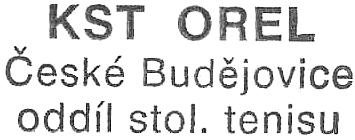 KST OREL
České Budějovice
oddíl stol. tenisu